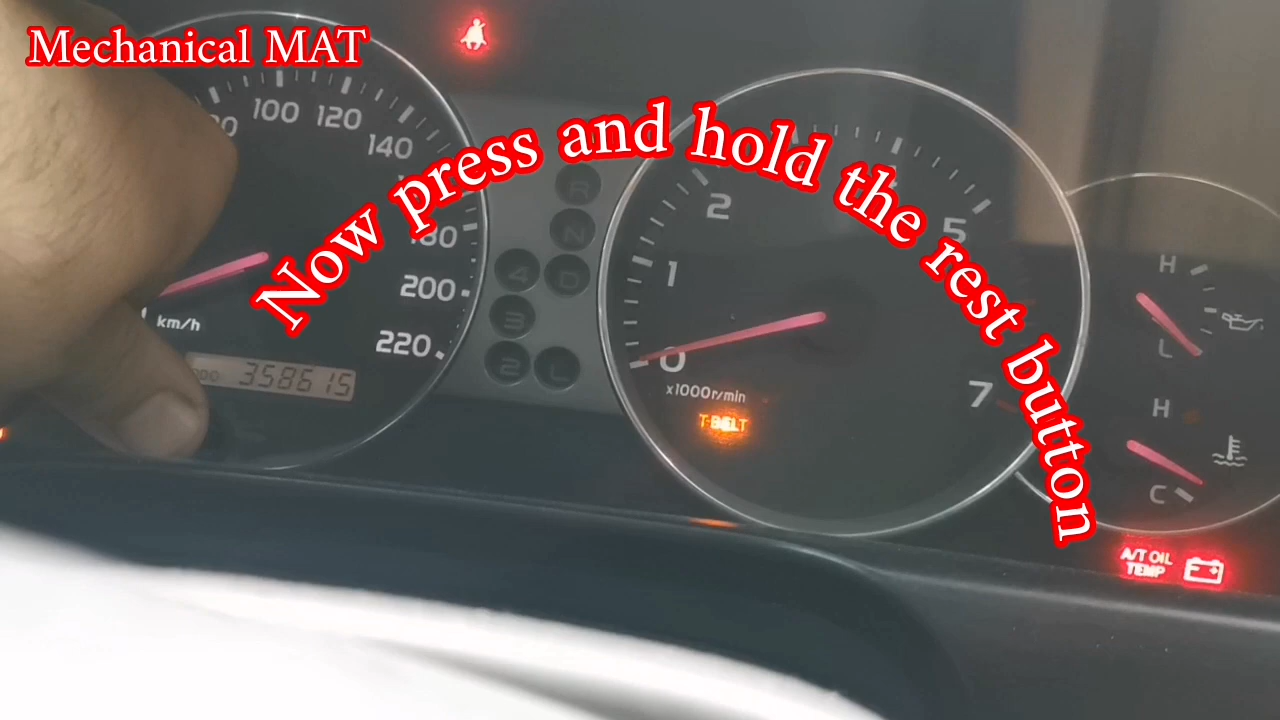 Mechanical MAT
Now press and hold the rest button
100
120
140
180
200
220
km/h
ODO 358615
R
N
4 D
3
2 L
0
1
2
5
7
x1000r/min
T-BELT
H
L
H
C
A/T OIL
TEMP